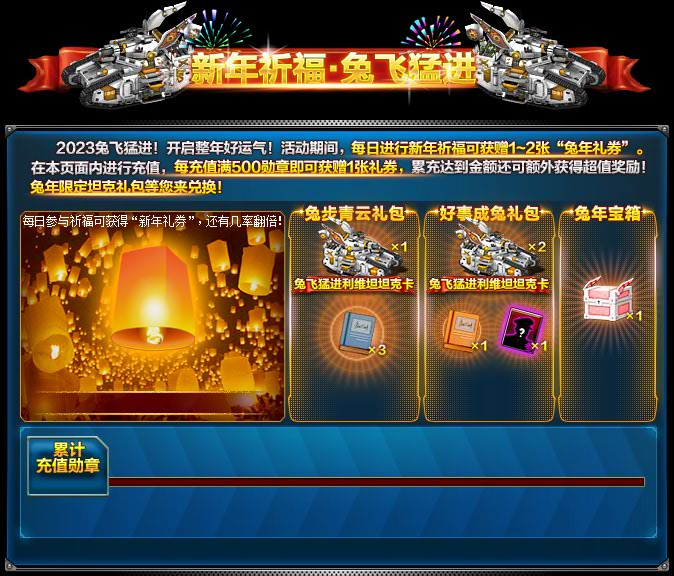 新年祈福·兔飞猛进
2023兔飞猛进！开启整年好运气！活动期间，每日进行新年祈福可获赠1~2张“兔年礼券”。
在本页面内进行充值，每充值满500勋章即可获赠1张礼券，累充达到金额还可额外获得超值奖励！
兔年限定坦克礼包等您来兑换！
每日参与祈福可获得“新年礼券”，还有几率翻倍！
兔步青云礼包
×1
兔飞猛进利维坦坦克卡
×3
好事成兔礼包
×2
兔飞猛进利维坦坦克卡
×1
?
×1
兔年宝箱
×1
累计
充值勋章